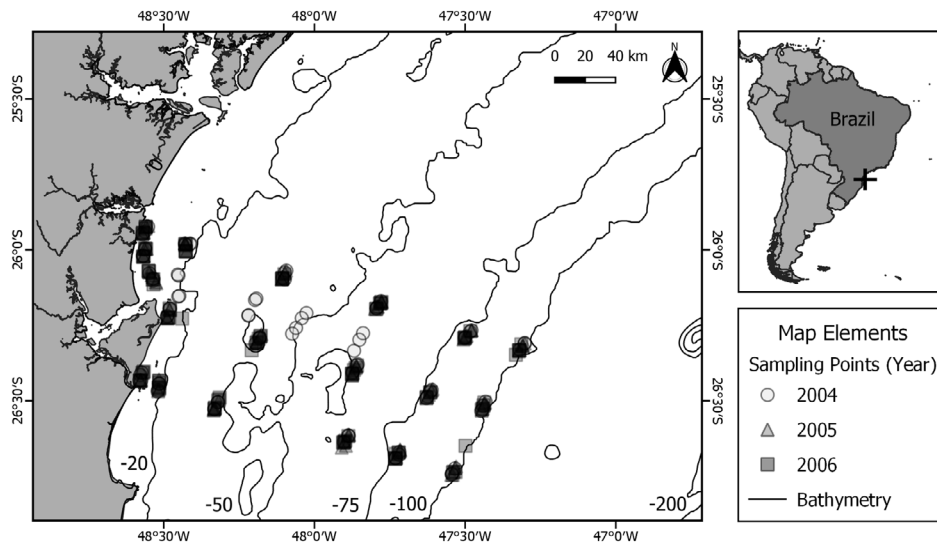 48°30'S
48°0'W
47°30'W
47°0'W
0 20 40 km
N
25°30'S
25°30'S
Brazil
26°0'S
26°0'S
26°30'S
26°30'S
-20
-50
-75
-100
-200
48°30'S
48°0'W
47°30'W
47°0'W
Map Elements
Sampling Points (Year)
2004
2005
2006
Bathymetry